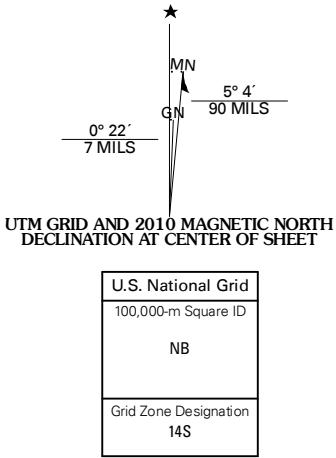 MN
5° 4´
90 MILS
GN
0° 22´
7 MILS
UTM GRID AND 2010 MAGNETIC NORTH
DECLINATION AT CENTER OF SHEET
U.S. National Grid
100,000-m Square ID
NB
Grid Zone Designation
14S